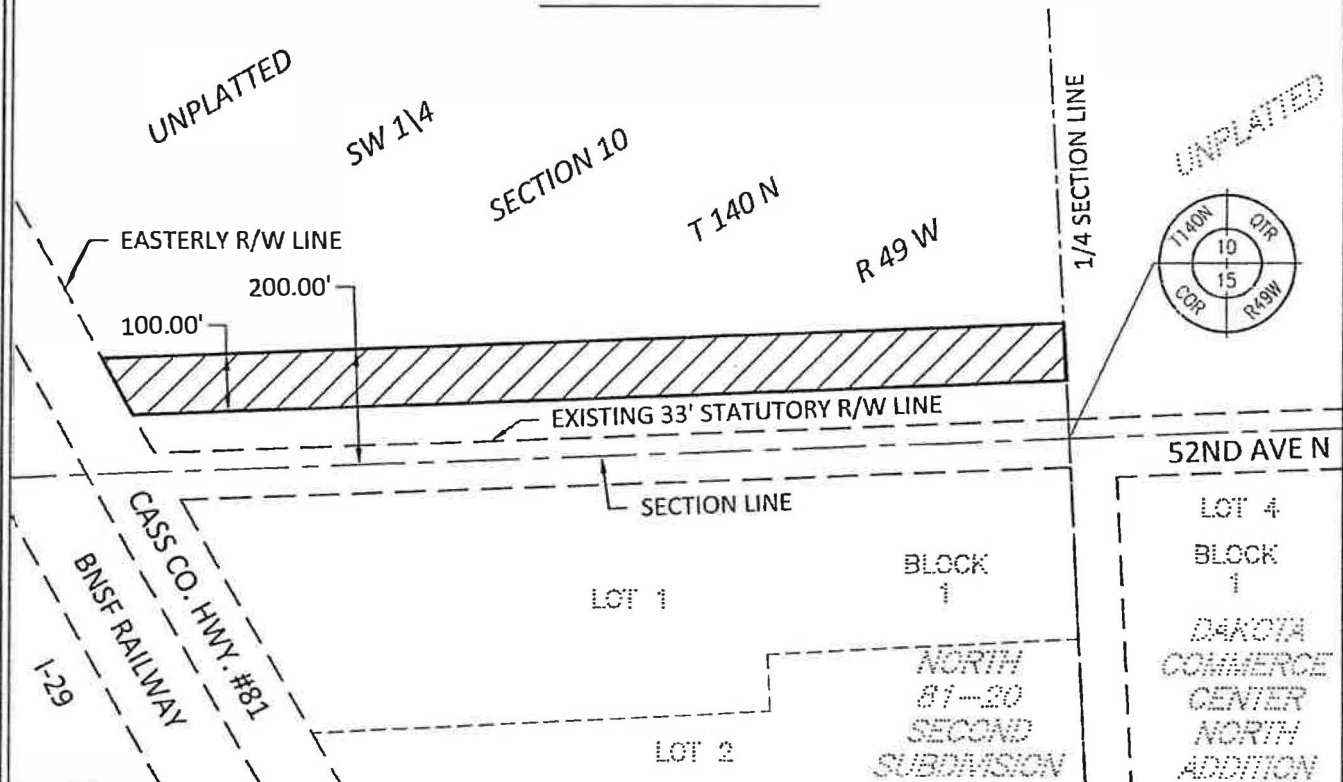 UNPLATTED
SW 1\4
SECTION 10
T 140 N
R 49 W
1/4 SECTION LINE
UNPLATTED
T140N
QTR
10
15
COR
R49W
EASTERLY R/W LINE
200.00'
100.00'
EXISTING 33' STATUTORY R/W LINE
52ND AVE N
SECTION LINE
CASS CO. HWY. #81
BNSF RAILWAY
I-29
LOT 1
BLOCK
1
LOT 4
BLOCK
1
NORTH
81-20
SECOND
SUBDIVISION
DAKOTA
COMMERCE
CENTER
NORTH
ADDITION
LOT 2